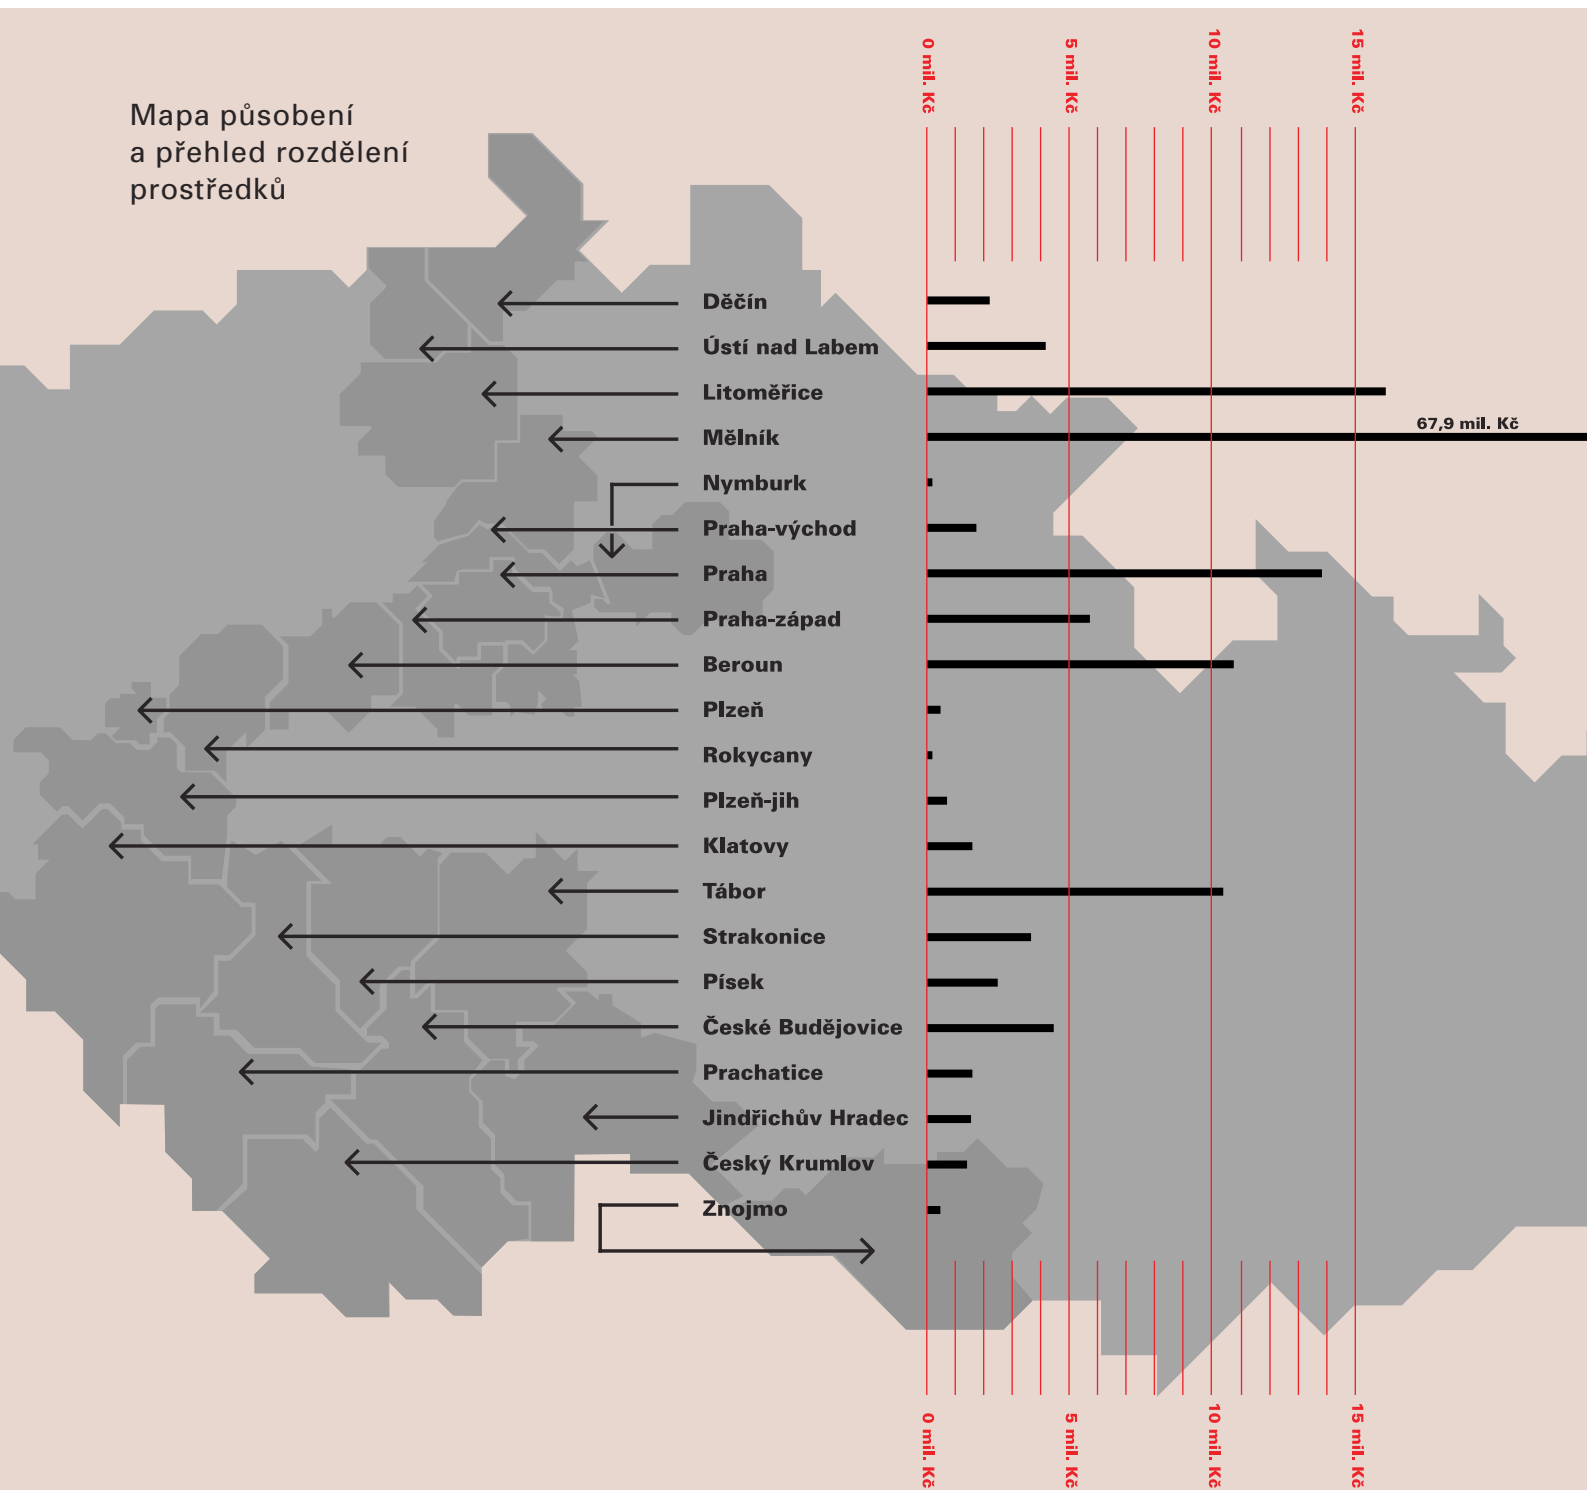 Mapa působení
a přehled rozdělení
prostředků
0 mil. Kč
5 mil. Kč
10 mil. Kč
15 mil. Kč
Děčín
Ústí nad Labem
Litoměřice
Mělník
67,9 mil. Kč
Nymburk
Praha-východ
Praha
Praha-západ
Beroun
Plzeň
Rokycany
Plzeň-jih
Klatovy
Tábor
Strakonice
Písek
České Budějovice
Prachatice
Jindřichův Hradec
Český Krumlov
Znojmo
0 mil. Kč
5 mil. Kč
10 mil. Kč
15 mil. Kč